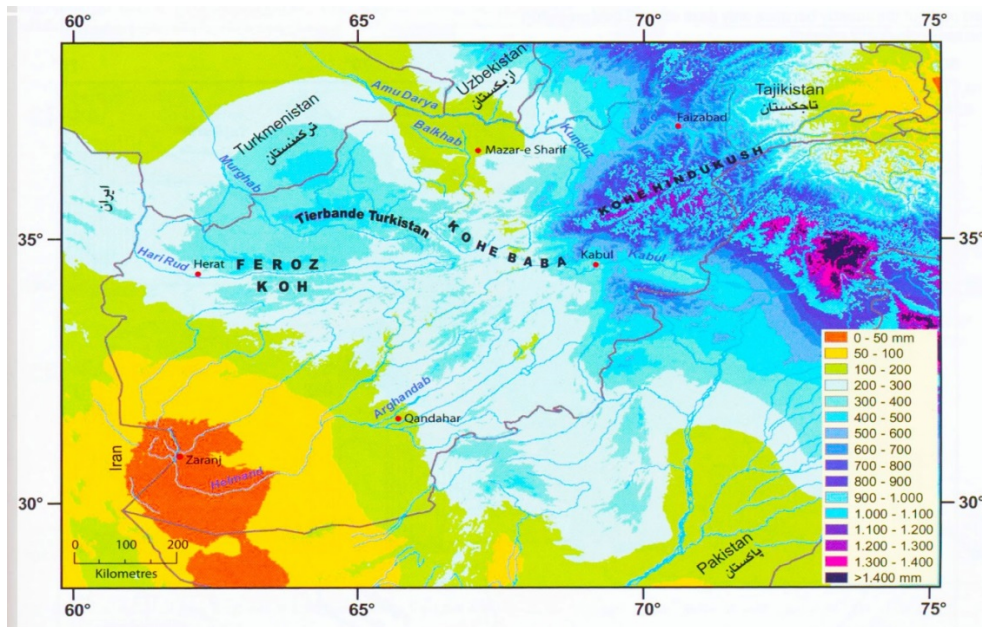 60°
65°
70°
75°
Uzbekistan
ازبکستان
Tajikistan
تاجکستان
Amu Darya
Turkmenistan
ترکمنستان
Balkhab
Kunduz
Faizabad
Mazar-e Sharif
Murghab
ایران
KOHE HINDUKUSH
Tierbande Turkistan
35°
35°
KOHE BABA
Kabul
Kabul
Hari Rud
Herat
FEROZ
KOH
0 - 50 mm
50 - 100
100 - 200
200 - 300
300 - 400
400 - 500
500 - 600
600 - 700
700 - 800
800 - 900
900 - 1.000
1.000 - 1.100
1.100 - 1.200
1.200 - 1.300
1.300 - 1.400
>1.400 mm
Arghandab
Qandahar
Iran
Zaranj
Helmand
30°
30°
0 100 200
Kilometres
Pakistan
پاکستان
60°
65°
70°
75°